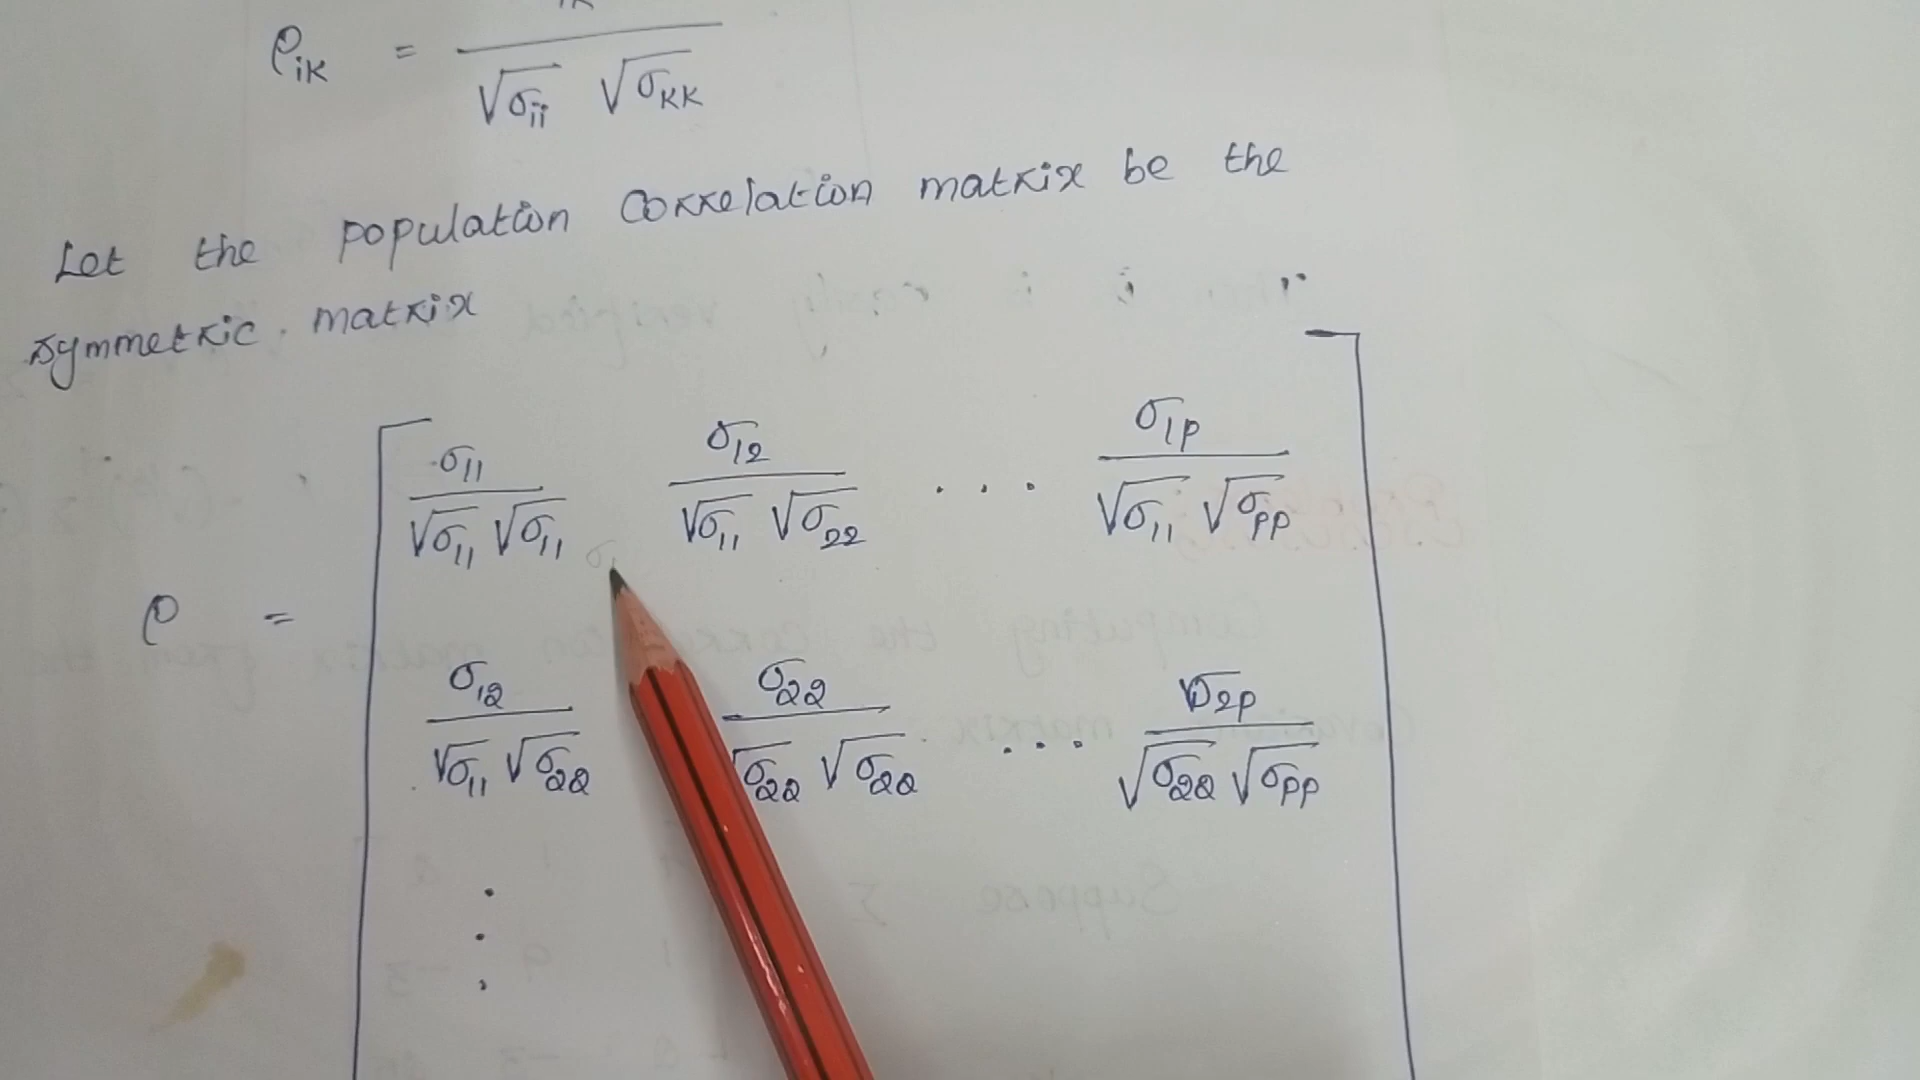 ρik = / √σii √σkk
Let the population correlation matrix be the
symmetric matrix
σ11 / √σ11 √σ11   σ12 / √σ11 √σ22   . . .   σ1p / √σ11 √σpp
ρ =
σ12 / √σ11 √σ22   σ22 / √σ22 √σ22   . . .   σ2p / √σ22 √σpp